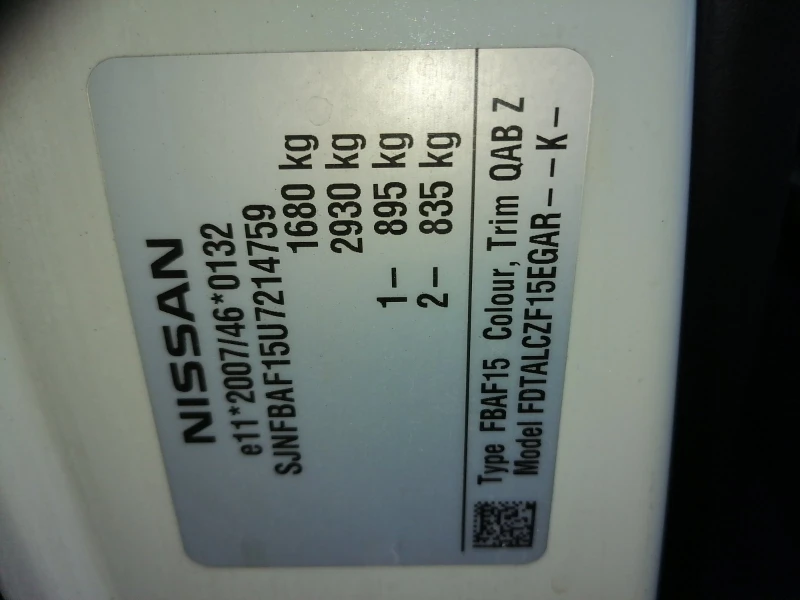 NISSAN
e11*2007/46*0132
SJNFBAF15U7214759
1680 kg
2930 kg
1– 895 kg
2– 835 kg
Type FBAF15 Colour, Trim QAB Z
Model FDTALCZF15EGAR– –K–